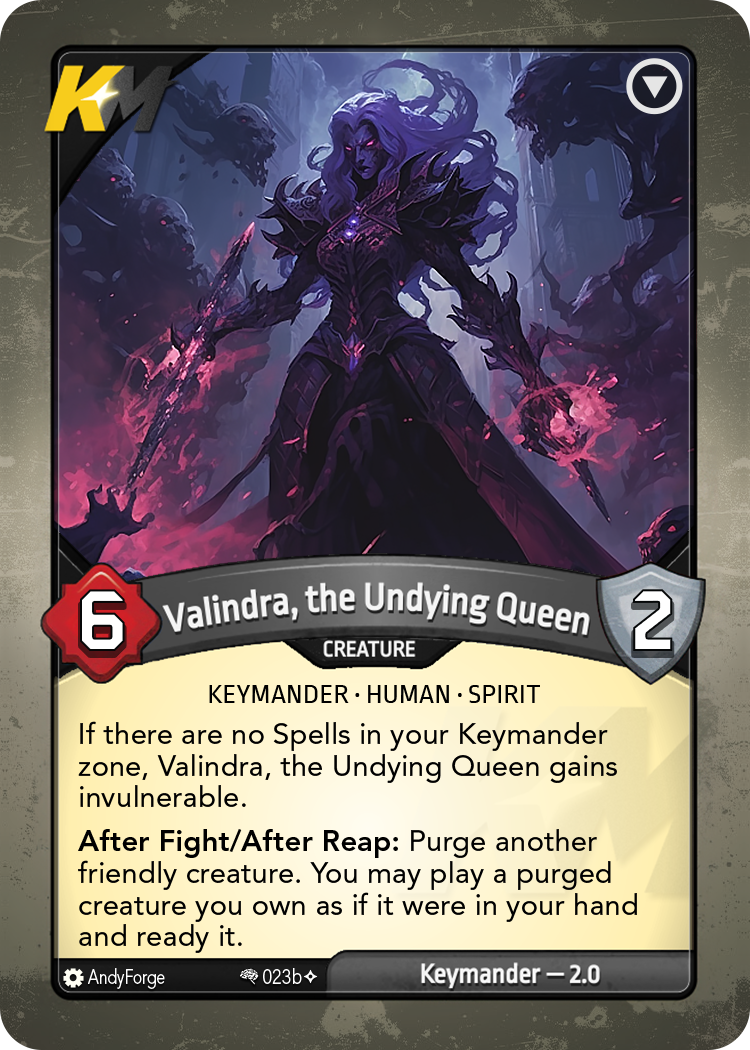 KM
6
Valindra, the Undying Queen
2
CREATURE
KEYMANDER · HUMAN · SPIRIT
If there are no Spells in your Keymander
zone, Valindra, the Undying Queen gains
invulnerable.
After Fight/After Reap: Purge another
friendly creature. You may play a purged
creature you own as if it were in your hand
and ready it.
AndyForge
023b
Keymander — 2.0